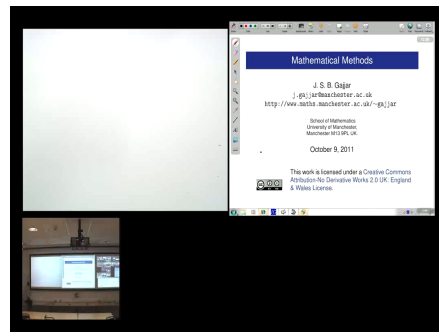 Mathematical Methods
J. S. B. Gajjar
j.gajjar@manchester.ac.uk
http://www.maths.manchester.ac.uk/~gajjar
School of Mathematics
University of Manchester,
Manchester M13 9PL UK.
October 9, 2011
This work is licensed under a Creative Commons
Attribution-No Derivative Works 2.0 UK: England
& Wales License.